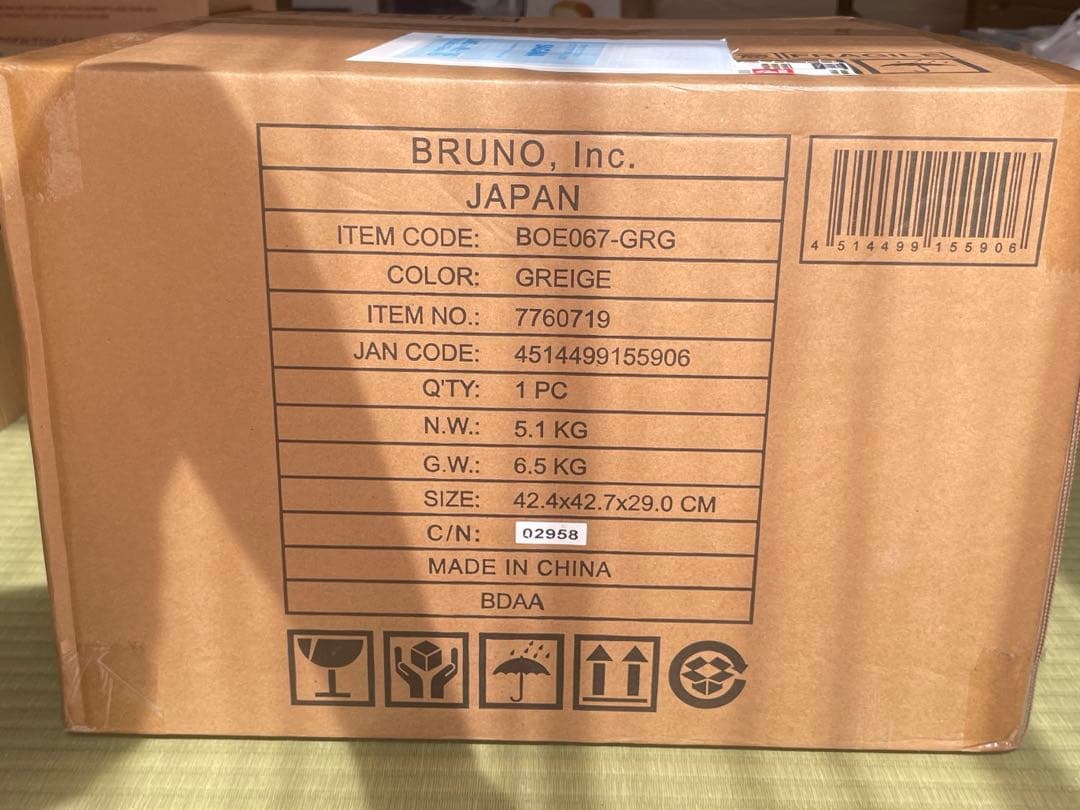 FRAGILE
BRUNO, Inc.
JAPAN
ITEM CODE: BOE067-GRG
COLOR: GREIGE
ITEM NO.: 7760719
JAN CODE: 4514499155906
Q'TY: 1 PC
N.W.: 5.1 KG
G.W.: 6.5 KG
SIZE: 42.4x42.7x29.0 CM
C/N: 02958
MADE IN CHINA
BDAA
4 514499 155906